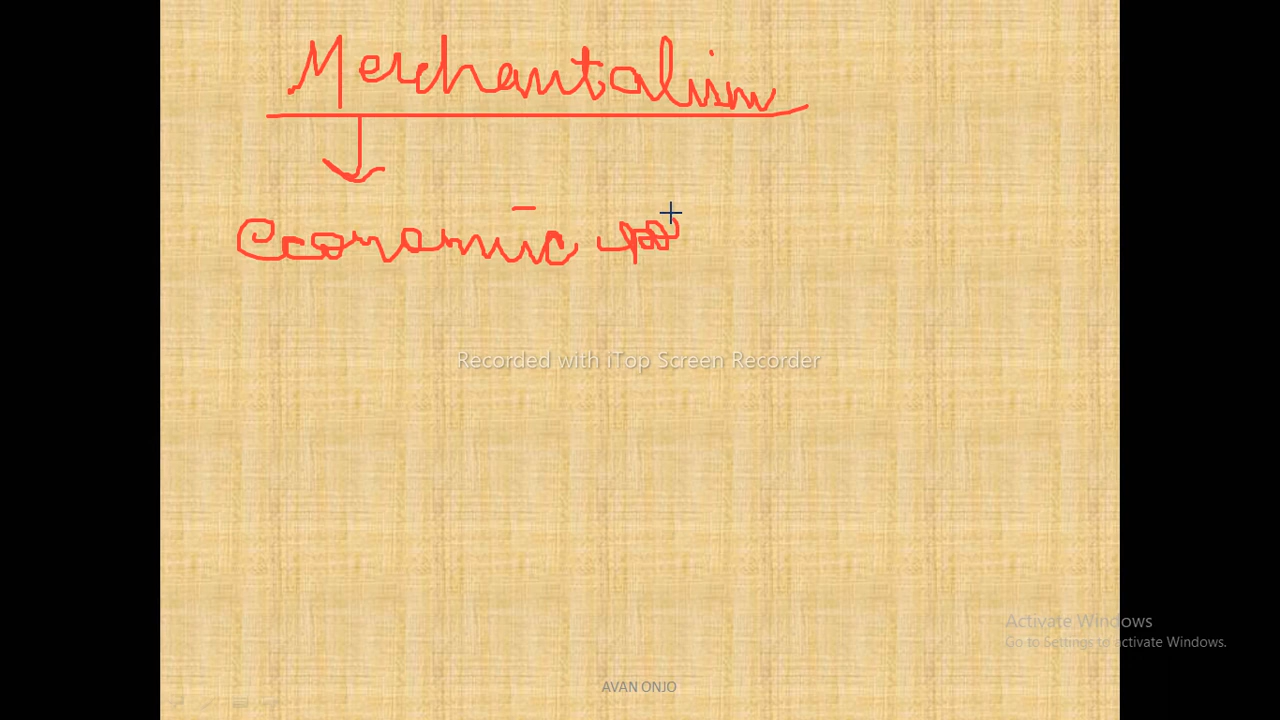 Merchantalism
Economic
Recorded with iTop Screen Recorder
Activate Windows
Go to Settings to activate Windows.
AVAN ONJO